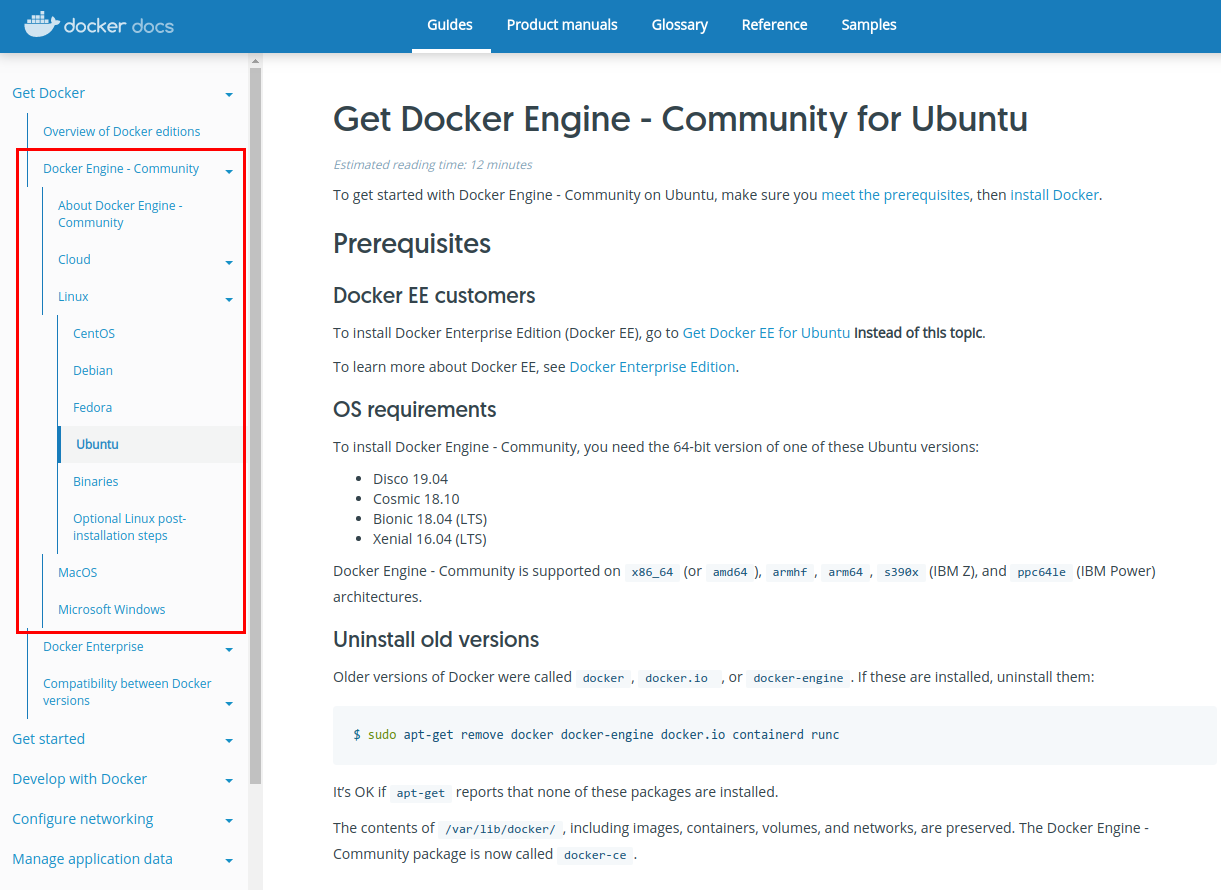 docker docs
Guides
Product manuals
Glossary
Reference
Samples
Get Docker
Overview of Docker editions
Docker Engine - Community
About Docker Engine -
Community
Cloud
Linux
CentOS
Debian
Fedora
Ubuntu
Binaries
Optional Linux post-
installation steps
MacOS
Microsoft Windows
Docker Enterprise
Compatibility between Docker
versions
Get started
Develop with Docker
Configure networking
Manage application data
Get Docker Engine - Community for Ubuntu
Estimated reading time: 12 minutes
To get started with Docker Engine - Community on Ubuntu, make sure you meet the prerequisites, then install Docker.
Prerequisites
Docker EE customers
To install Docker Enterprise Edition (Docker EE), go to Get Docker EE for Ubuntu instead of this topic.
To learn more about Docker EE, see Docker Enterprise Edition.
OS requirements
To install Docker Engine - Community, you need the 64-bit version of one of these Ubuntu versions:
• Disco 19.04
• Cosmic 18.10
• Bionic 18.04 (LTS)
• Xenial 16.04 (LTS)
Docker Engine - Community is supported on x86_64 (or amd64 ), armhf , arm64 , s390x (IBM Z), and ppc64le (IBM Power)
architectures.
Uninstall old versions
Older versions of Docker were called docker , docker.io , or docker-engine . If these are installed, uninstall them:
$ sudo apt-get remove docker docker-engine docker.io containerd runc
It’s OK if apt-get reports that none of these packages are installed.
The contents of /var/lib/docker/ , including images, containers, volumes, and networks, are preserved. The Docker Engine -
Community package is now called docker-ce .